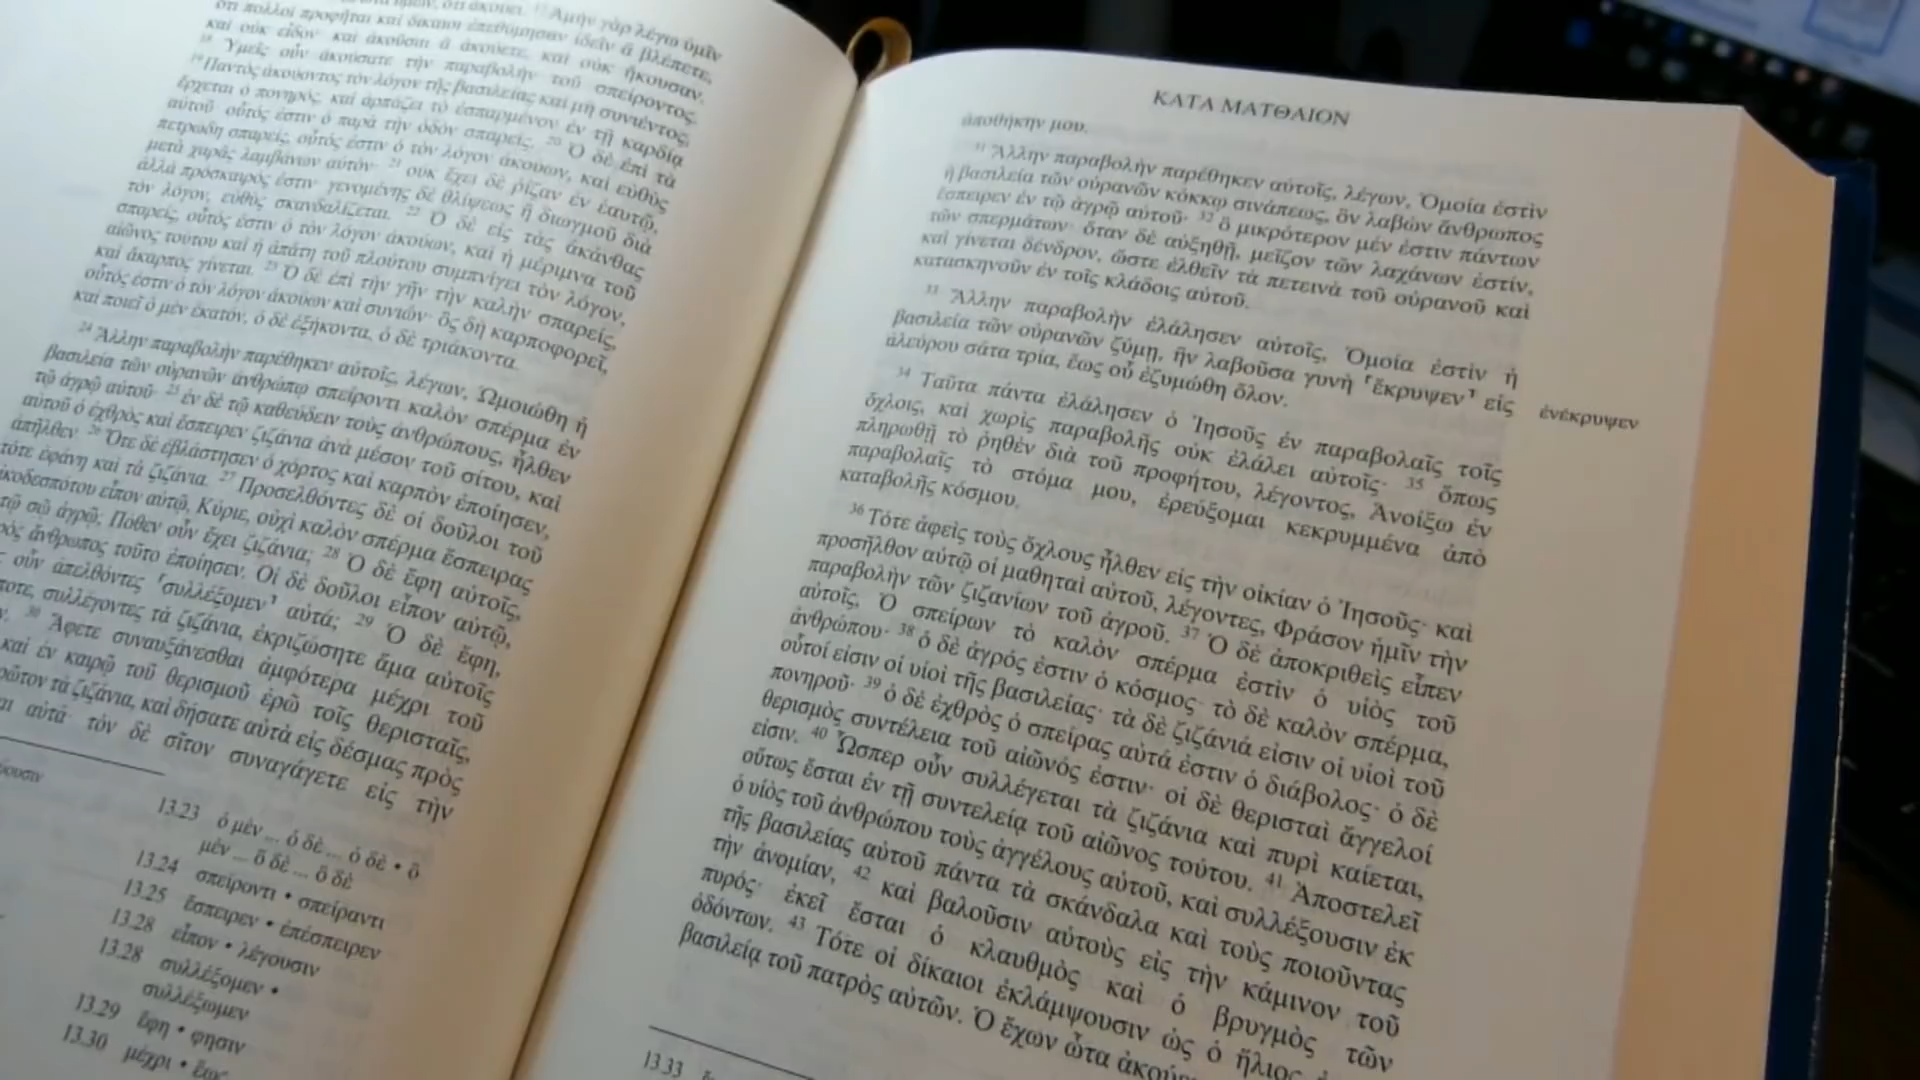 ὅτι ἀκούει. 17 Ἀμὴν γὰρ λέγω ὑμῖν
ὅτι πολλοὶ προφῆται καὶ δίκαιοι ἐπεθύμησαν ἰδεῖν ἃ βλέπετε,
καὶ οὐκ εἶδον· καὶ ἀκοῦσαι ἃ ἀκούετε, καὶ οὐκ ἤκουσαν.
18 Ὑμεῖς οὖν ἀκούσατε τὴν παραβολὴν τοῦ σπείροντος.
19 Παντὸς ἀκούοντος τὸν λόγον τῆς βασιλείας καὶ μὴ συνιέντος,
ἔρχεται ὁ πονηρός, καὶ ἁρπάζει τὸ ἐσπαρμένον ἐν τῇ καρδίᾳ
αὐτοῦ· οὗτός ἐστιν ὁ παρὰ τὴν ὁδὸν σπαρείς. 20 Ὁ δὲ ἐπὶ τὰ
πετρώδη σπαρείς, οὗτός ἐστιν ὁ τὸν λόγον ἀκούων, καὶ εὐθὺς
μετὰ χαρᾶς λαμβάνων αὐτόν· 21 οὐκ ἔχει δὲ ῥίζαν ἐν ἑαυτῷ,
ἀλλὰ πρόσκαιρός ἐστιν· γενομένης δὲ θλίψεως ἢ διωγμοῦ διὰ
τὸν λόγον, εὐθὺς σκανδαλίζεται. 22 Ὁ δὲ εἰς τὰς ἀκάνθας
σπαρείς, οὗτός ἐστιν ὁ τὸν λόγον ἀκούων, καὶ ἡ μέριμνα τοῦ
αἰῶνος τούτου καὶ ἡ ἀπάτη τοῦ πλούτου συμπνίγει τὸν λόγον,
καὶ ἄκαρπος γίνεται. 23 Ὁ δὲ ἐπὶ τὴν γῆν τὴν καλὴν σπαρείς,
οὗτός ἐστιν ὁ τὸν λόγον ἀκούων καὶ συνιών· ὃς δὴ καρποφορεῖ,
καὶ ποιεῖ ὁ μὲν ἑκατόν, ὁ δὲ ἑξήκοντα, ὁ δὲ τριάκοντα.
24 Ἄλλην παραβολὴν παρέθηκεν αὐτοῖς, λέγων, Ὡμοιώθη ἡ
βασιλεία τῶν οὐρανῶν ἀνθρώπῳ σπείροντι καλὸν σπέρμα ἐν
τῷ ἀγρῷ αὐτοῦ· 25 ἐν δὲ τῷ καθεύδειν τοὺς ἀνθρώπους, ἦλθεν
αὐτοῦ ὁ ἐχθρὸς καὶ ἔσπειρεν ζιζάνια ἀνὰ μέσον τοῦ σίτου, καὶ
ἀπῆλθεν. 26 Ὅτε δὲ ἐβλάστησεν ὁ χόρτος καὶ καρπὸν ἐποίησεν,
τότε ἐφάνη καὶ τὰ ζιζάνια. 27 Προσελθόντες δὲ οἱ δοῦλοι τοῦ
οἰκοδεσπότου εἶπον αὐτῷ, Κύριε, οὐχὶ καλὸν σπέρμα ἔσπειρας
τῷ σῷ ἀγρῷ; Πόθεν οὖν ἔχει ζιζάνια; 28 Ὁ δὲ ἔφη αὐτοῖς,
ἄνθρωπος τοῦτο ἐποίησεν. Οἱ δὲ δοῦλοι εἶπον αὐτῷ,
οὖν ἀπελθόντες ⸂συλλέξομεν⸃ αὐτά; 29 Ὁ δὲ ἔφη,
συλλέγοντες τὰ ζιζάνια, ἐκριζώσητε ἅμα αὐτοῖς
30 Ἄφετε συναυξάνεσθαι ἀμφότερα μέχρι τοῦ
καὶ ἐν καιρῷ τοῦ θερισμοῦ ἐρῶ τοῖς θερισταῖς,
τὰ ζιζάνια, καὶ δήσατε αὐτὰ εἰς δέσμας πρὸς
αὐτά· τὸν δὲ σῖτον συναγάγετε εἰς τὴν
13.23 ὁ μὲν ... ὁ δὲ ... ὁ δὲ • ὃ
μὲν ... ὃ δὲ ... ὃ δὲ
13.24 σπείροντι • σπείραντι
13.25 ἔσπειρεν • ἐπέσπειρεν
13.28 εἶπον • λέγουσιν
13.28 συλλέξομεν •
συλλέξωμεν
13.29 ἔφη • φησιν
13.30 μέχρι • ἕως
ΚΑΤΑ ΜΑΤΘΑΙΟΝ
ἀποθήκην μου.
31 Ἄλλην παραβολὴν παρέθηκεν αὐτοῖς, λέγων, Ὁμοία ἐστὶν
ἡ βασιλεία τῶν οὐρανῶν κόκκῳ σινάπεως, ὃν λαβὼν ἄνθρωπος
ἔσπειρεν ἐν τῷ ἀγρῷ αὐτοῦ· 32 ὃ μικρότερον μέν ἐστιν πάντων
τῶν σπερμάτων· ὅταν δὲ αὐξηθῇ, μεῖζον τῶν λαχάνων ἐστίν,
καὶ γίνεται δένδρον, ὥστε ἐλθεῖν τὰ πετεινὰ τοῦ οὐρανοῦ καὶ
κατασκηνοῦν ἐν τοῖς κλάδοις αὐτοῦ.
33 Ἄλλην παραβολὴν ἐλάλησεν αὐτοῖς, Ὁμοία ἐστὶν ἡ
βασιλεία τῶν οὐρανῶν ζύμῃ, ἣν λαβοῦσα γυνὴ ⸂ἔκρυψεν⸃ εἰς
ἐνέκρυψεν
ἀλεύρου σάτα τρία, ἕως οὗ ἐζυμώθη ὅλον.
34 Ταῦτα πάντα ἐλάλησεν ὁ Ἰησοῦς ἐν παραβολαῖς τοῖς
ὄχλοις, καὶ χωρὶς παραβολῆς οὐκ ἐλάλει αὐτοῖς· 35 ὅπως
πληρωθῇ τὸ ῥηθὲν διὰ τοῦ προφήτου, λέγοντος, Ἀνοίξω ἐν
παραβολαῖς τὸ στόμα μου, ἐρεύξομαι κεκρυμμένα ἀπὸ
καταβολῆς κόσμου.
36 Τότε ἀφεὶς τοὺς ὄχλους ἦλθεν εἰς τὴν οἰκίαν ὁ Ἰησοῦς· καὶ
προσῆλθον αὐτῷ οἱ μαθηταὶ αὐτοῦ, λέγοντες, Φράσον ἡμῖν τὴν
παραβολὴν τῶν ζιζανίων τοῦ ἀγροῦ. 37 Ὁ δὲ ἀποκριθεὶς εἶπεν
αὐτοῖς, Ὁ σπείρων τὸ καλὸν σπέρμα ἐστὶν ὁ υἱὸς τοῦ
ἀνθρώπου· 38 ὁ δὲ ἀγρός ἐστιν ὁ κόσμος· τὸ δὲ καλὸν σπέρμα,
οὗτοί εἰσιν οἱ υἱοὶ τῆς βασιλείας· τὰ δὲ ζιζάνιά εἰσιν οἱ υἱοὶ τοῦ
πονηροῦ· 39 ὁ δὲ ἐχθρὸς ὁ σπείρας αὐτά ἐστιν ὁ διάβολος· ὁ δὲ
θερισμὸς συντέλεια τοῦ αἰῶνός ἐστιν· οἱ δὲ θερισταὶ ἄγγελοί
εἰσιν. 40 Ὥσπερ οὖν συλλέγεται τὰ ζιζάνια καὶ πυρὶ καίεται,
οὕτως ἔσται ἐν τῇ συντελείᾳ τοῦ αἰῶνος τούτου. 41 Ἀποστελεῖ
ὁ υἱὸς τοῦ ἀνθρώπου τοὺς ἀγγέλους αὐτοῦ, καὶ συλλέξουσιν ἐκ
τῆς βασιλείας αὐτοῦ πάντα τὰ σκάνδαλα καὶ τοὺς ποιοῦντας
τὴν ἀνομίαν, 42 καὶ βαλοῦσιν αὐτοὺς εἰς τὴν κάμινον τοῦ
πυρός· ἐκεῖ ἔσται ὁ κλαυθμὸς καὶ ὁ βρυγμὸς τῶν
ὀδόντων. 43 Τότε οἱ δίκαιοι ἐκλάμψουσιν ὡς ὁ ἥλιος
βασιλείᾳ τοῦ πατρὸς αὐτῶν. Ὁ ἔχων ὦτα
13.33